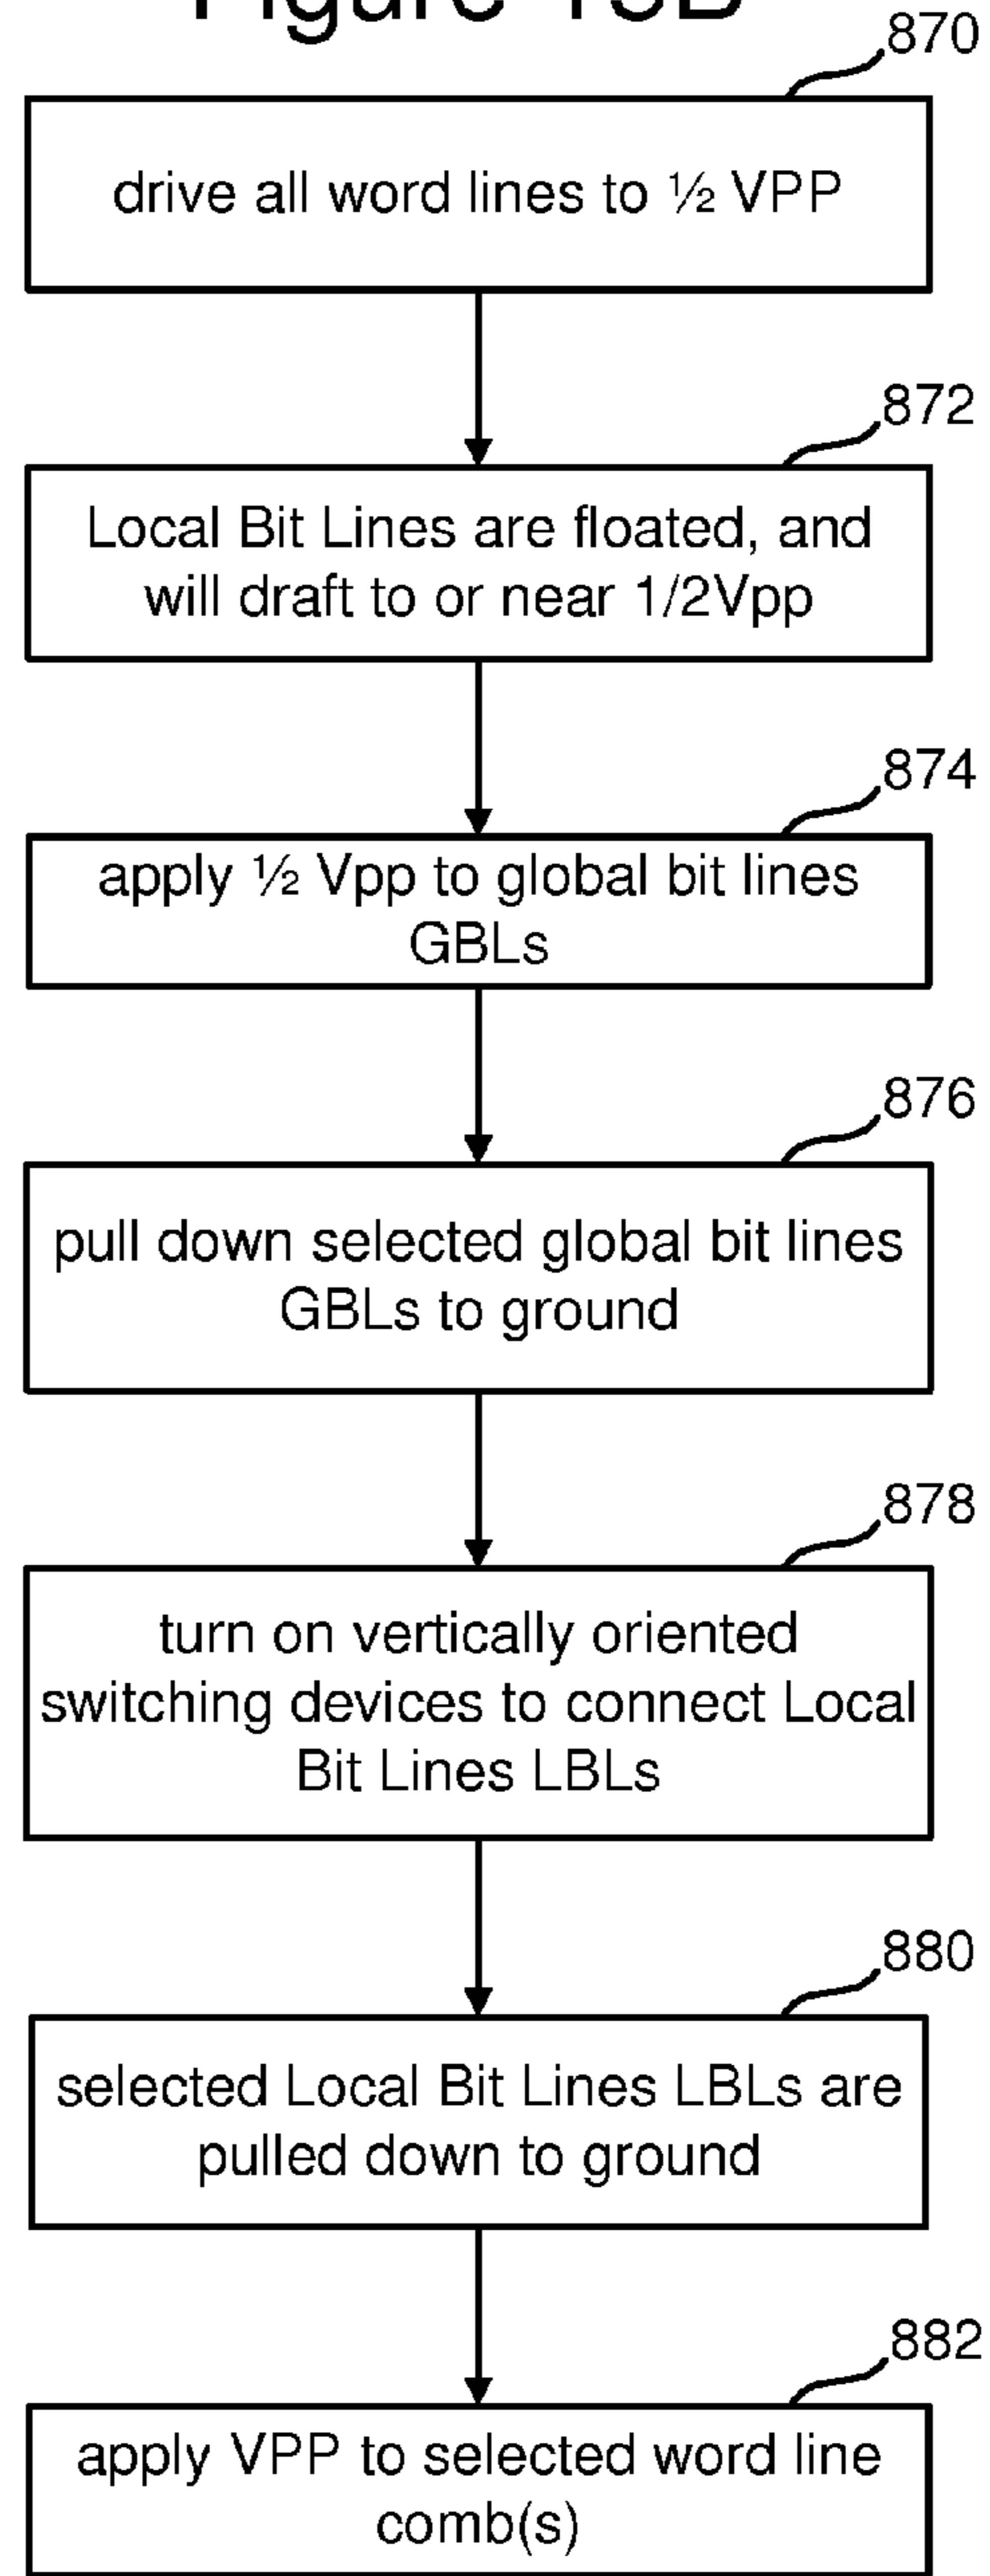 Figure
870
drive all word lines to ½ VPP
872
Local Bit Lines are floated, and
will draft to or near 1/2Vpp
874
apply ½ Vpp to global bit lines
GBLs
876
pull down selected global bit lines
GBLs to ground
878
turn on vertically oriented
switching devices to connect Local
Bit Lines LBLs
880
selected Local Bit Lines LBLs are
pulled down to ground
882
apply VPP to selected word line
comb(s)